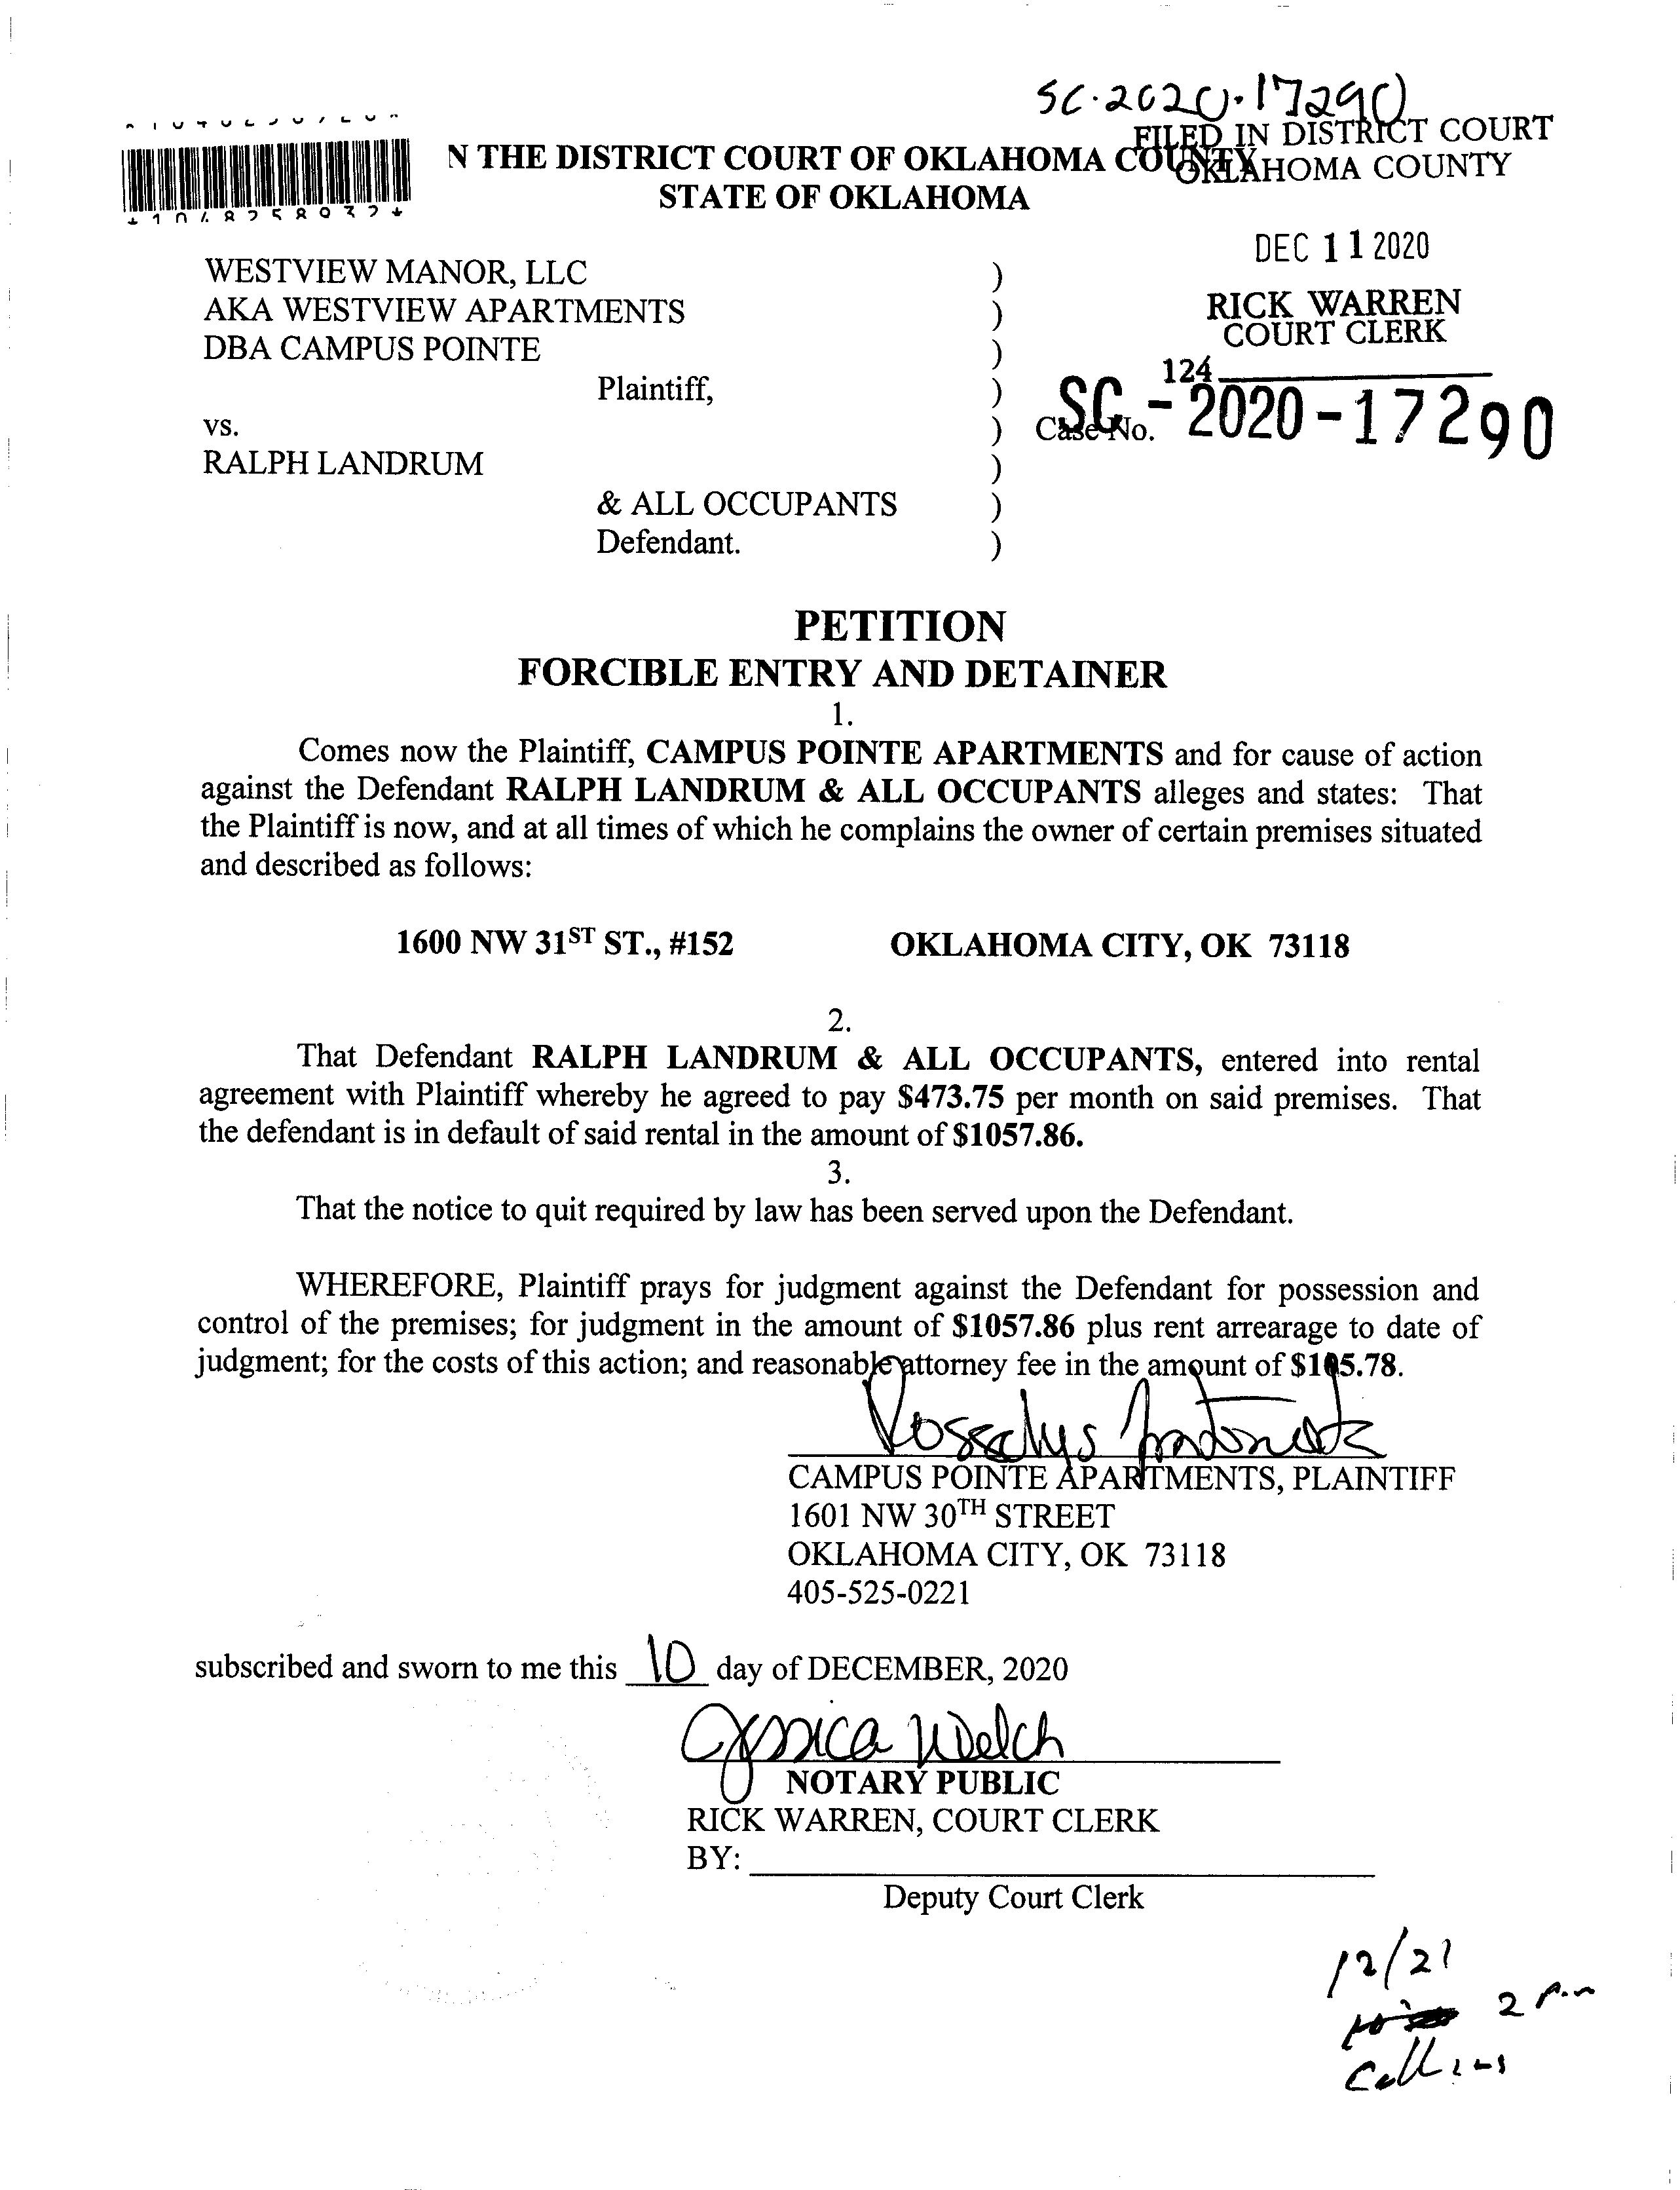 SC-2020-17290
FILED IN DISTRICT COURT
OKLAHOMA COUNTY
N THE DISTRICT COURT OF OKLAHOMA COUNTY
STATE OF OKLAHOMA
DEC 11 2020
RICK WARREN
COURT CLERK
124
Case No. SC-2020-17290
WESTVIEW MANOR, LLC )
AKA WESTVIEW APARTMENTS )
DBA CAMPUS POINTE )
Plaintiff, )
vs. )
RALPH LANDRUM )
& ALL OCCUPANTS )
Defendant. )
PETITION
FORCIBLE ENTRY AND DETAINER
1.
Comes now the Plaintiff, CAMPUS POINTE APARTMENTS and for cause of action
against the Defendant RALPH LANDRUM & ALL OCCUPANTS alleges and states: That
the Plaintiff is now, and at all times of which he complains the owner of certain premises situated
and described as follows:
1600 NW 31ST ST., #152 OKLAHOMA CITY, OK 73118
2.
That Defendant RALPH LANDRUM & ALL OCCUPANTS, entered into rental
agreement with Plaintiff whereby he agreed to pay $473.75 per month on said premises. That
the defendant is in default of said rental in the amount of $1057.86.
3.
That the notice to quit required by law has been served upon the Defendant.
WHEREFORE, Plaintiff prays for judgment against the Defendant for possession and
control of the premises; for judgment in the amount of $1057.86 plus rent arrearage to date of
judgment; for the costs of this action; and reasonable attorney fee in the amount of $105.78.
CAMPUS POINTE APARTMENTS, PLAINTIFF
1601 NW 30TH STREET
OKLAHOMA CITY, OK 73118
405-525-0221
subscribed and sworn to me this 10 day of DECEMBER, 2020
Jessica Welch
NOTARY PUBLIC
RICK WARREN, COURT CLERK
BY:
Deputy Court Clerk
12/21
2 p.m
Collins